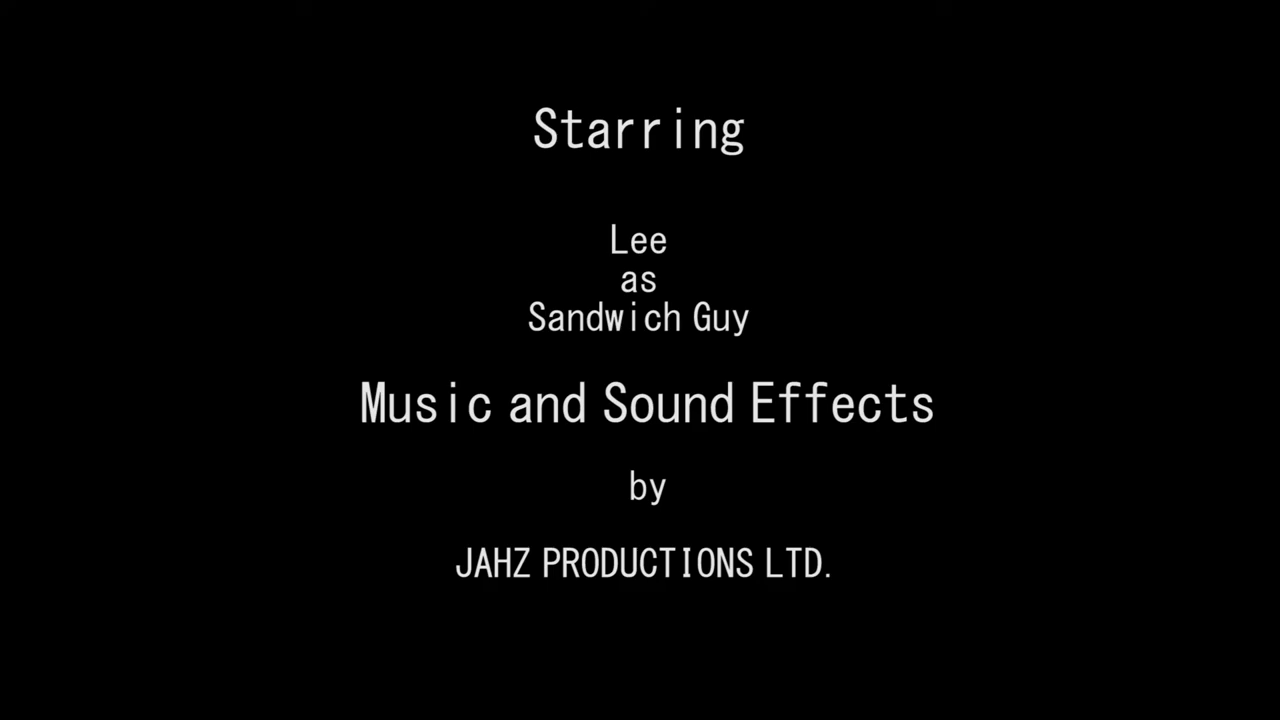 Starring
Lee
as
Sandwich Guy
Music and Sound Effects
by
JAHZ PRODUCTIONS LTD.